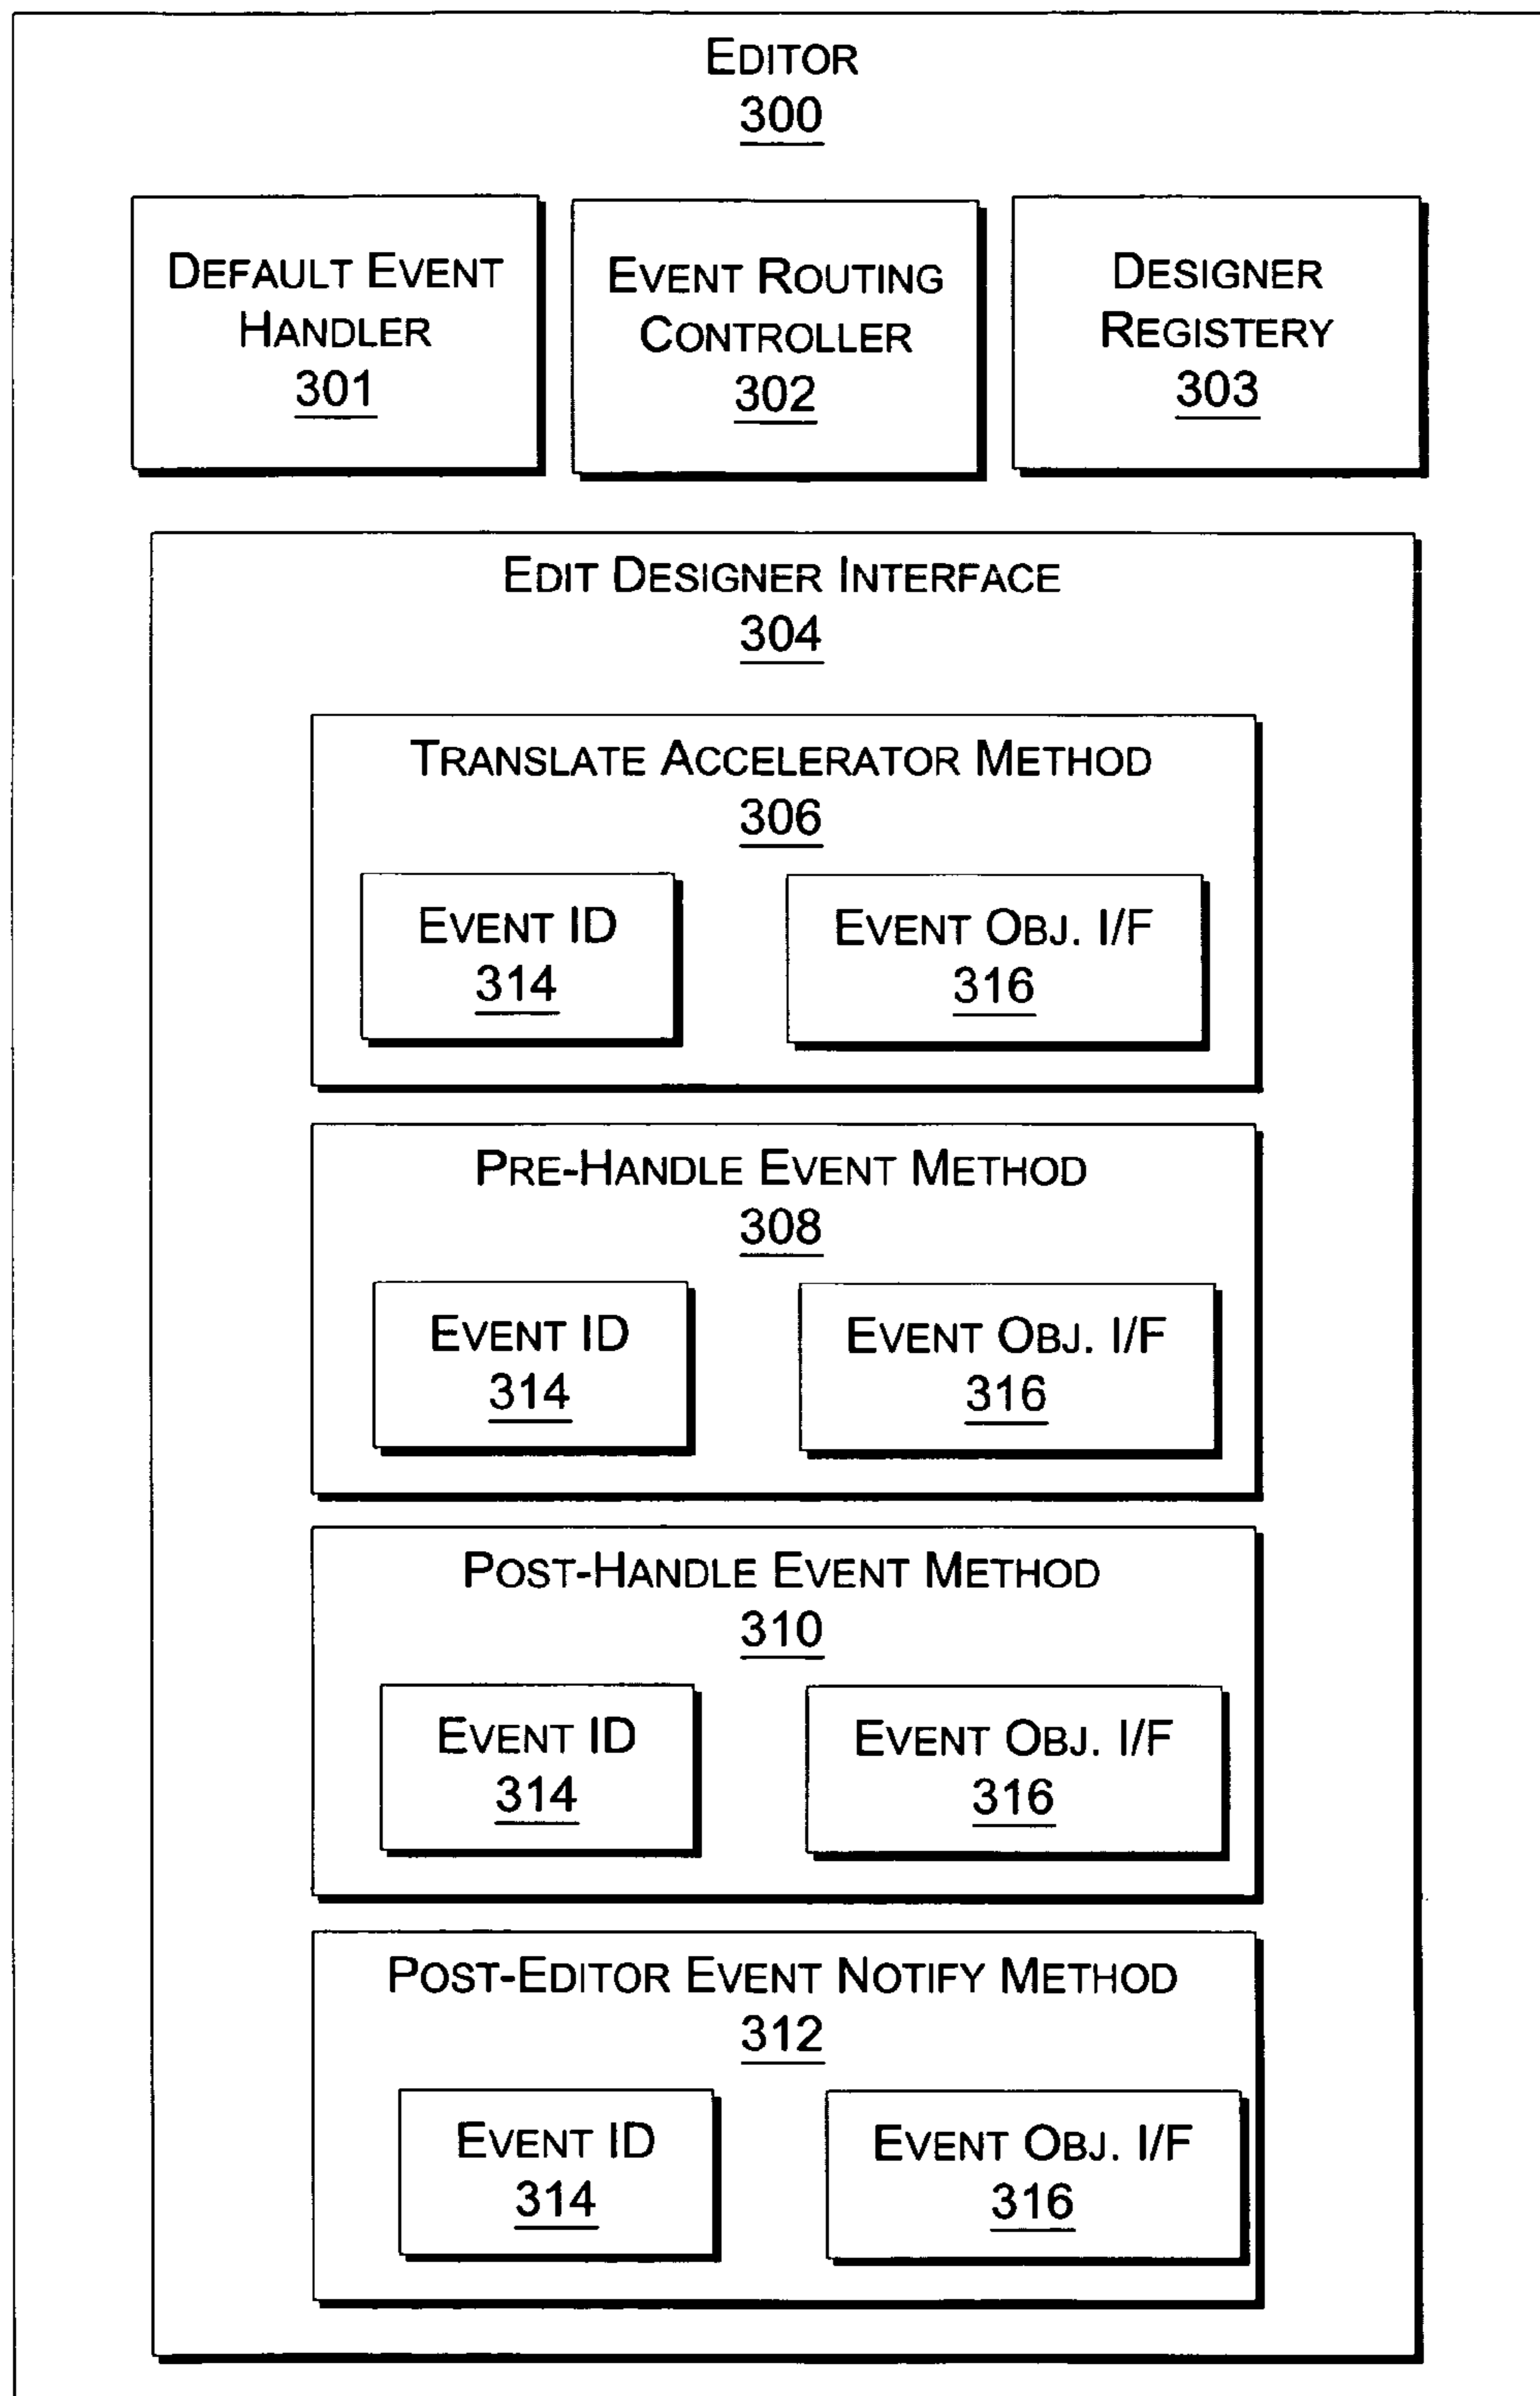 EDITOR
300
DEFAULT EVENT
HANDLER
301
EVENT ROUTING
CONTROLLER
302
DESIGNER
REGISTERY
303
EDIT DESIGNER INTERFACE
304
TRANSLATE ACCELERATOR METHOD
306
EVENT ID
314
EVENT OBJ. I/F
316
PRE-HANDLE EVENT METHOD
308
EVENT ID
314
EVENT OBJ. I/F
316
POST-HANDLE EVENT METHOD
310
EVENT ID
314
EVENT OBJ. I/F
316
POST-EDITOR EVENT NOTIFY METHOD
312
EVENT ID
314
EVENT OBJ. I/F
316